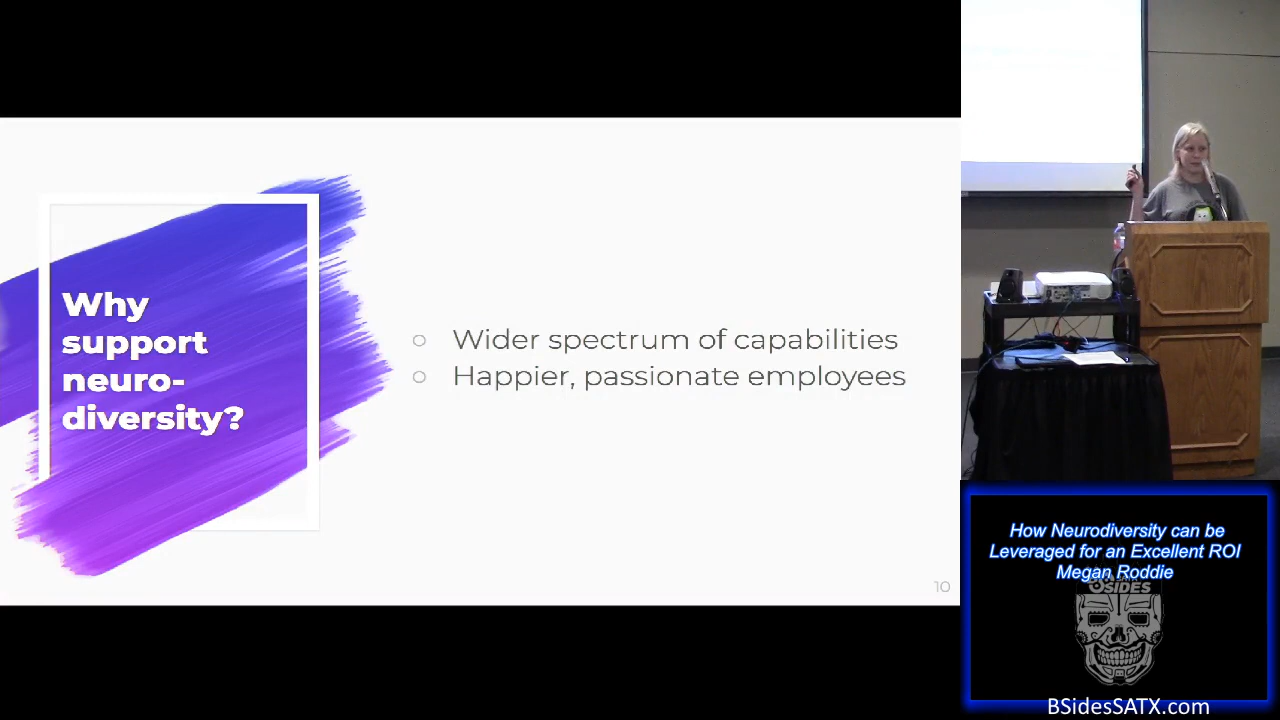 Why
support
neuro-
diversity?
○ Wider spectrum of capabilities
○ Happier, passionate employees
10
How Neurodiversity can be
Leveraged for an Excellent ROI
Megan Roddie
BSIDES
BSidesSATX.com